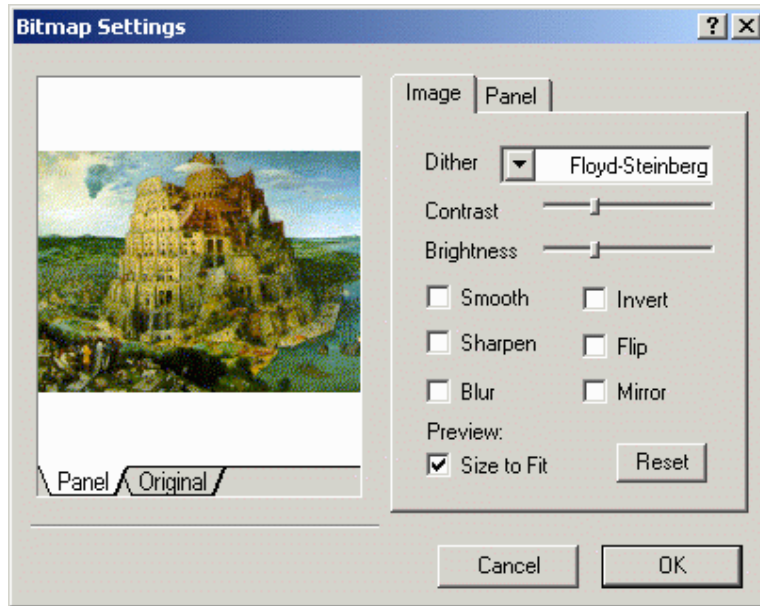 Bitmap Settings
Image Panel
Dither Floyd-Steinberg
Contrast
Brightness
Smooth Invert
Sharpen Flip
Blur Mirror
Preview:
Size to Fit Reset
Panel Original
Cancel OK